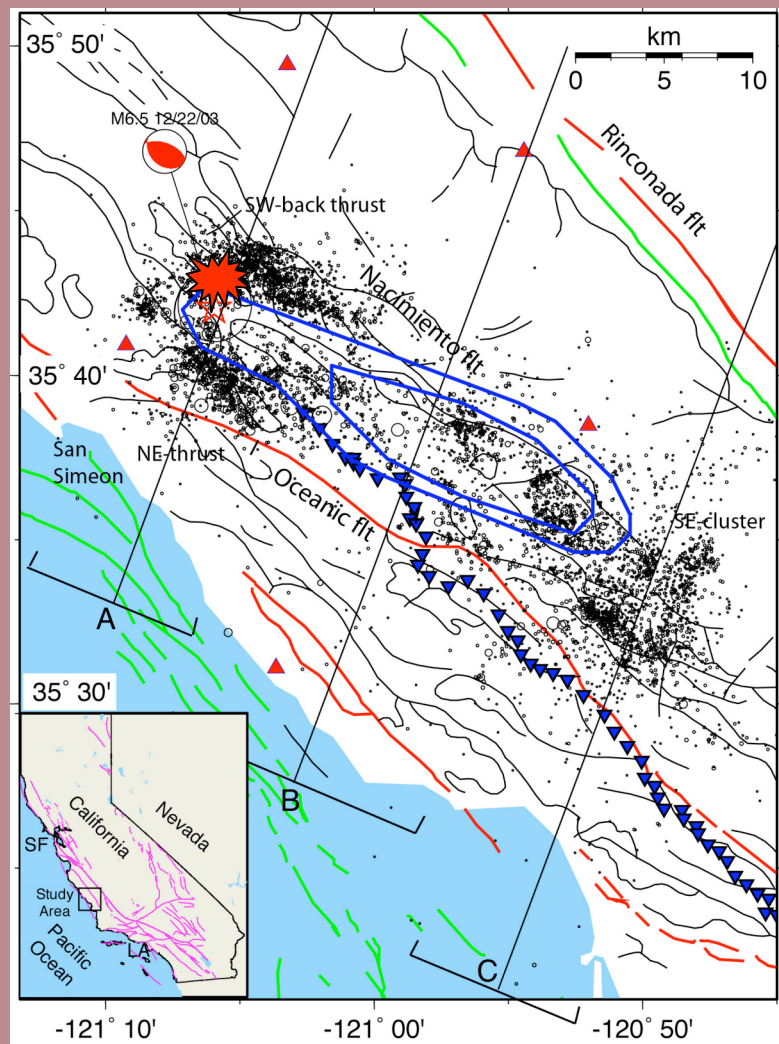 35° 50'
km
0 5 10
M6.5 12/22/03
Rinconada flt
SW-back thrust
Nacimiento flt
35° 40'
San
Simeon
NE-thrust
Oceanic flt
SE-cluster
A
35° 30'
B
California
Nevada
SF
Study
Area
LA
Pacific
Ocean
C
-121° 10'
-121° 00'
-120° 50'